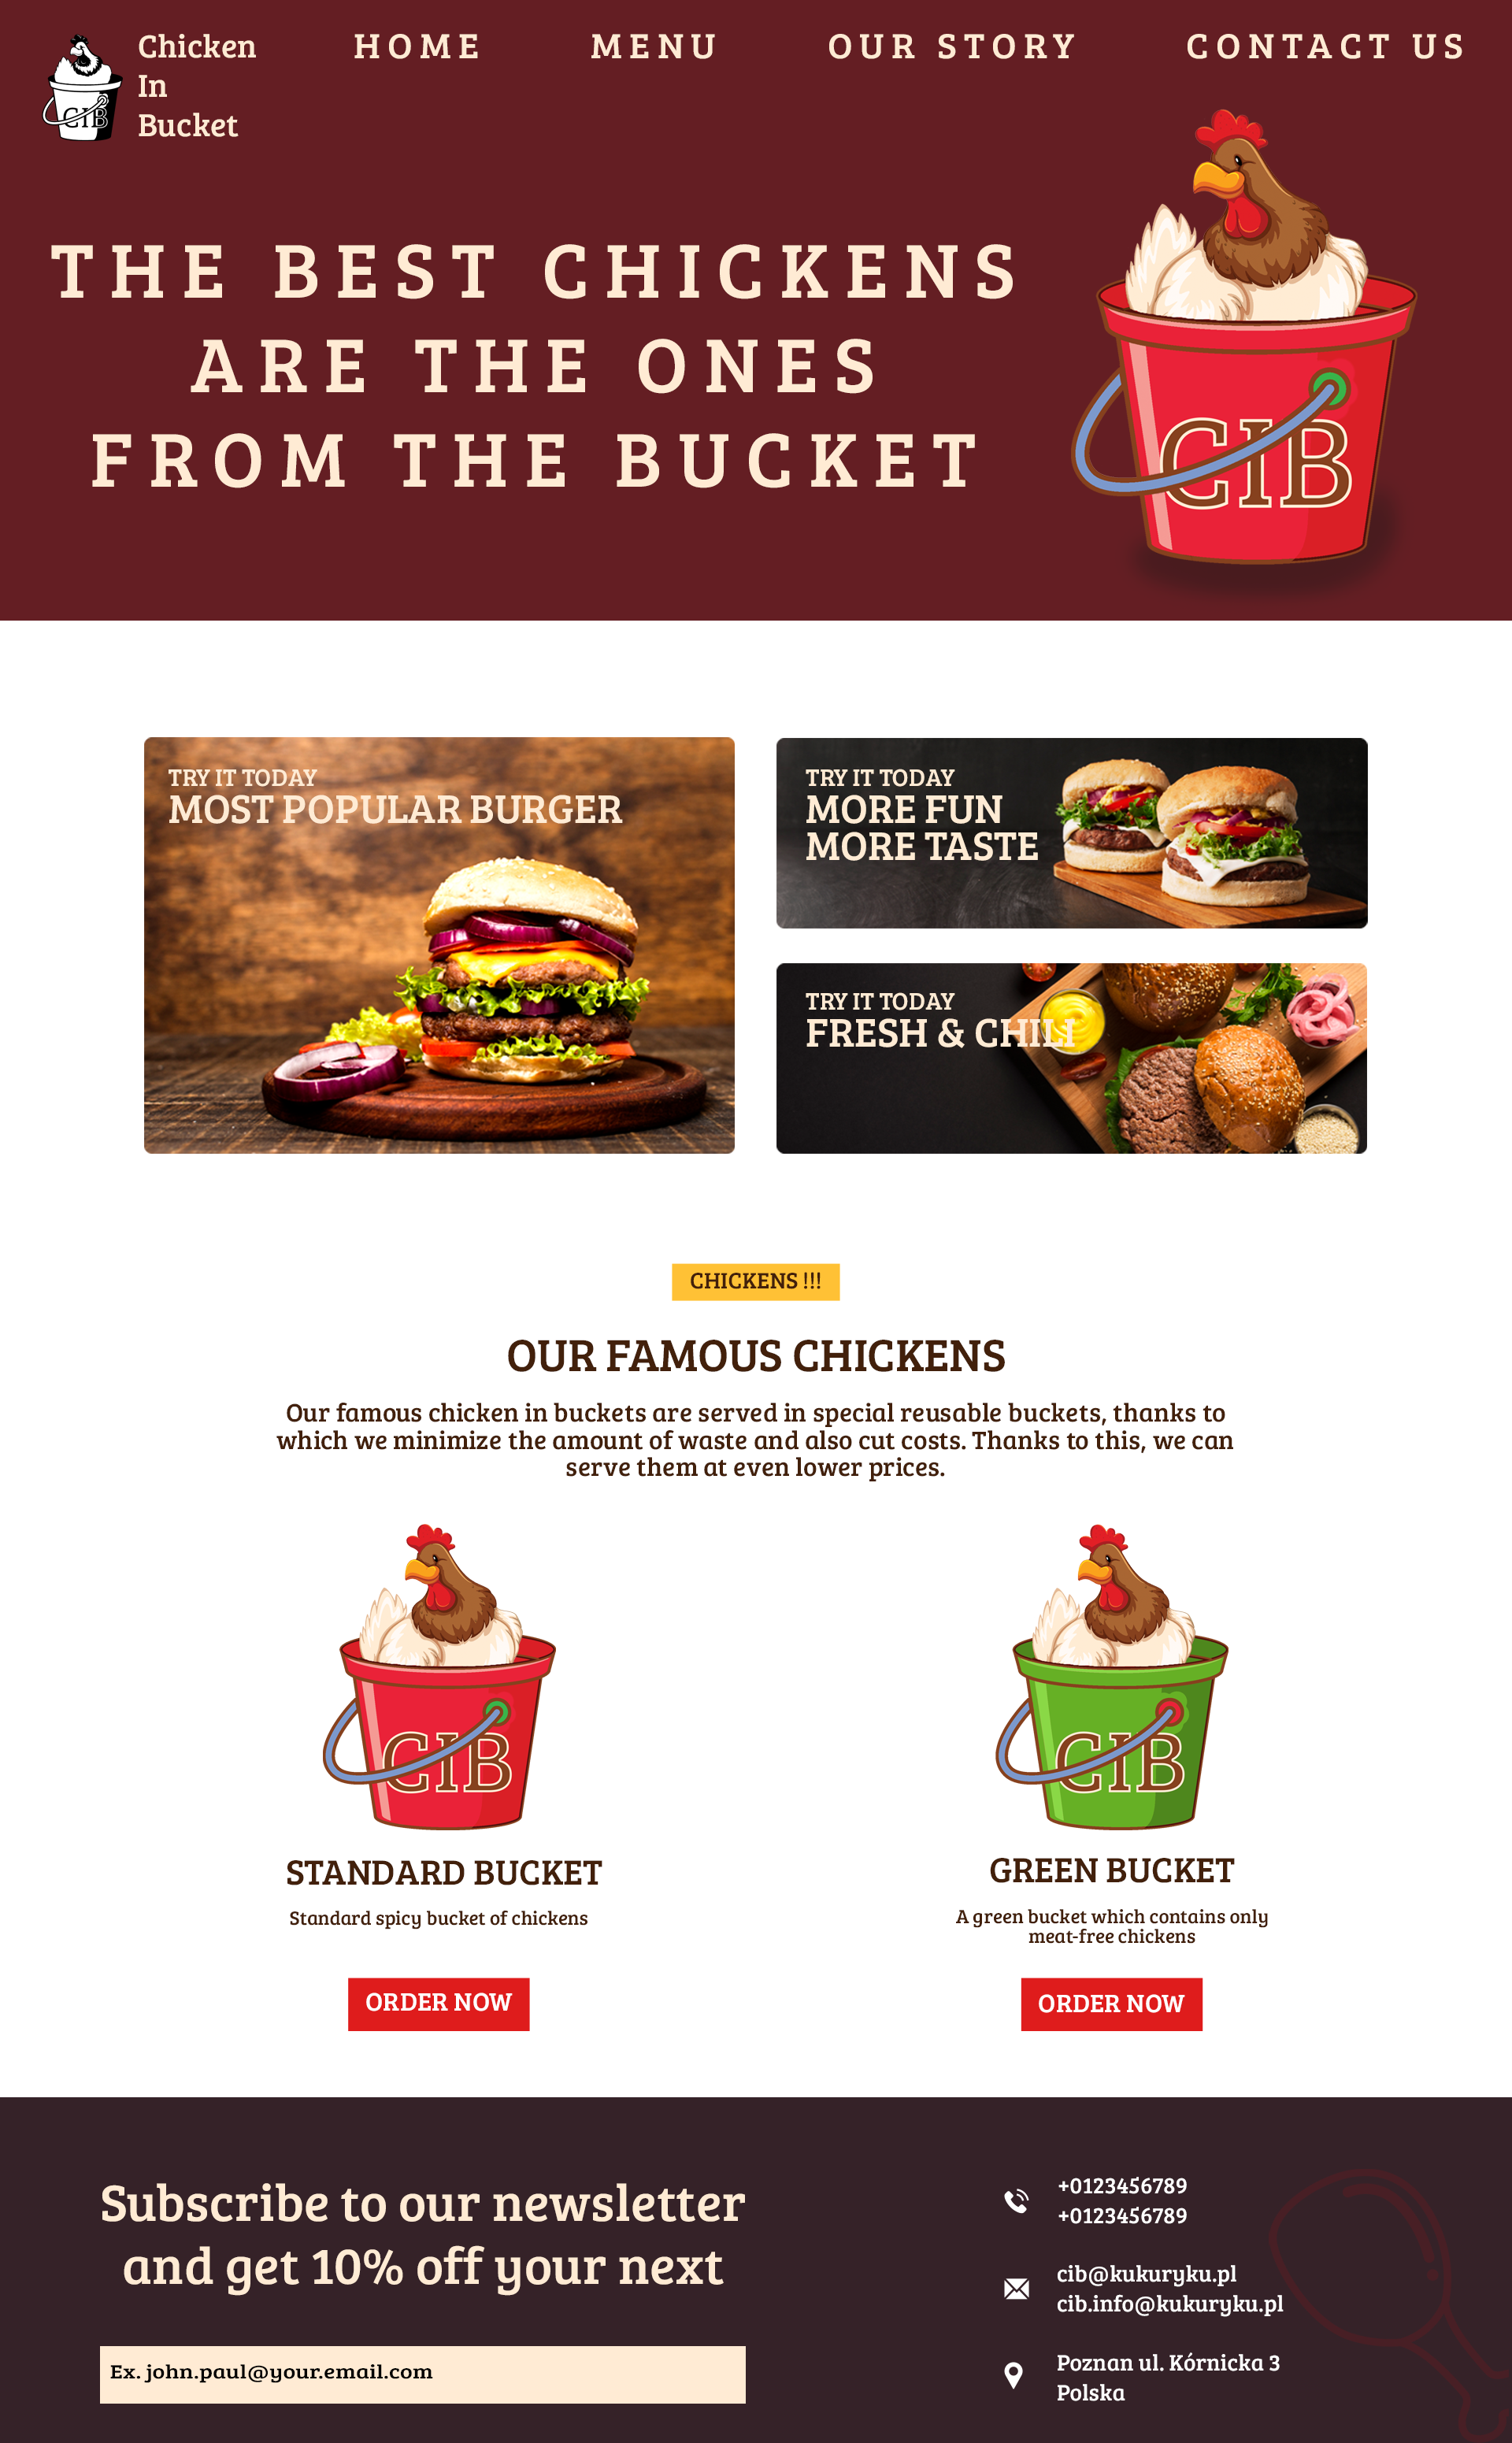 Chicken
In
Bucket
CIB
HOME
MENU
OUR STORY
CONTACT US
THE BEST CHICKENS
ARE THE ONES
FROM THE BUCKET
CIB
TRY IT TODAY
MOST POPULAR BURGER
TRY IT TODAY
MORE FUN
MORE TASTE
TRY IT TODAY
FRESH & CHILI
CHICKENS !!!
OUR FAMOUS CHICKENS
Our famous chicken in buckets are served in special reusable buckets, thanks to
which we minimize the amount of waste and also cut costs. Thanks to this, we can
serve them at even lower prices.
CIB
STANDARD BUCKET
Standard spicy bucket of chickens
ORDER NOW
CIB
GREEN BUCKET
A green bucket which contains only
meat-free chickens
ORDER NOW
Subscribe to our newsletter
and get 10% off your next
Ex. john.paul@your.email.com
+0123456789
+0123456789
cib@kukuryku.pl
cib.info@kukuryku.pl
Poznan ul. Kórnicka 3
Polska